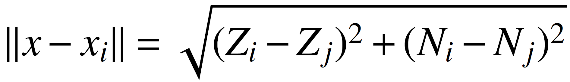 ||x − x_i|| = √((Z_i − Z_j)² + (N_i − N_j)²)